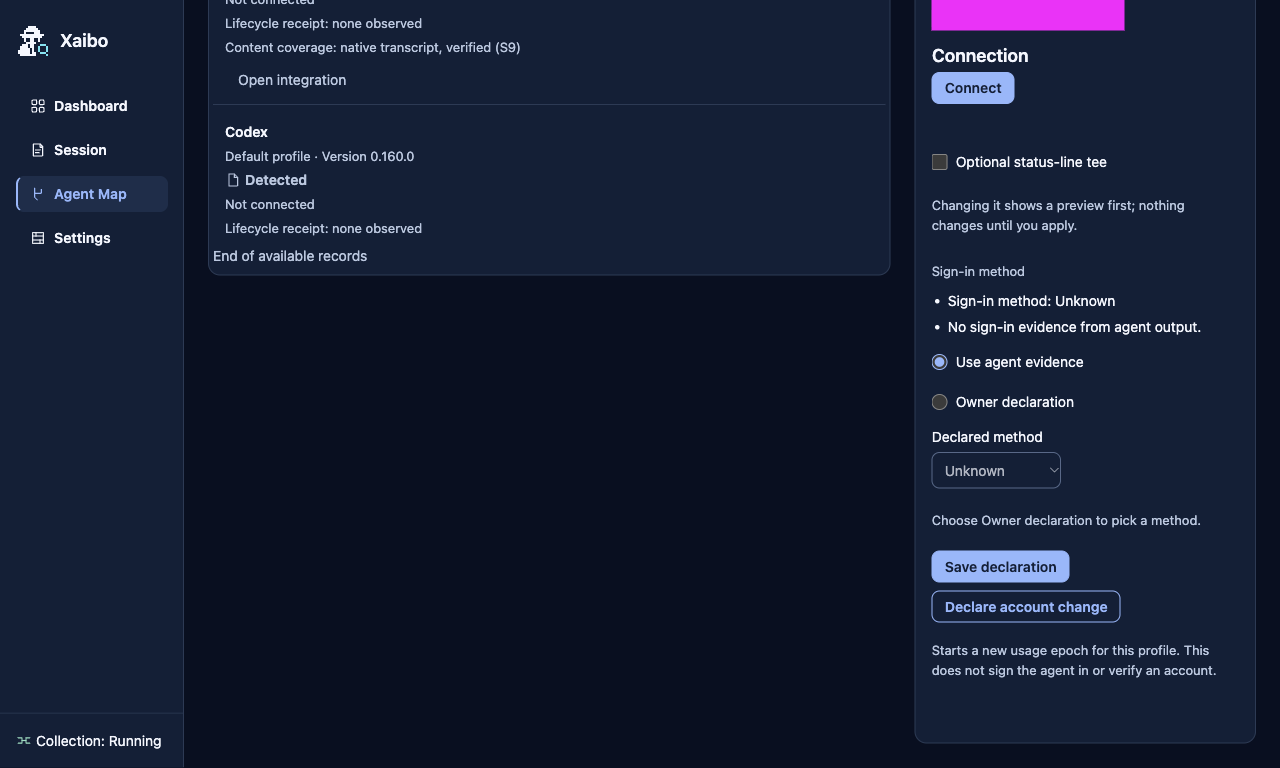 Xaibo
Dashboard
Session
Agent Map
Settings
Collection: Running
Not connected
Lifecycle receipt: none observed
Content coverage: native transcript, verified (S9)
Open integration
Codex
Default profile · Version 0.160.0
Detected
Not connected
Lifecycle receipt: none observed
End of available records
Connection
Connect
Optional status-line tee
Changing it shows a preview first; nothing
changes until you apply.
Sign-in method
• Sign-in method: Unknown
• No sign-in evidence from agent output.
Use agent evidence
Owner declaration
Declared method
Unknown
Choose Owner declaration to pick a method.
Save declaration
Declare account change
Starts a new usage epoch for this profile. This
does not sign the agent in or verify an account.